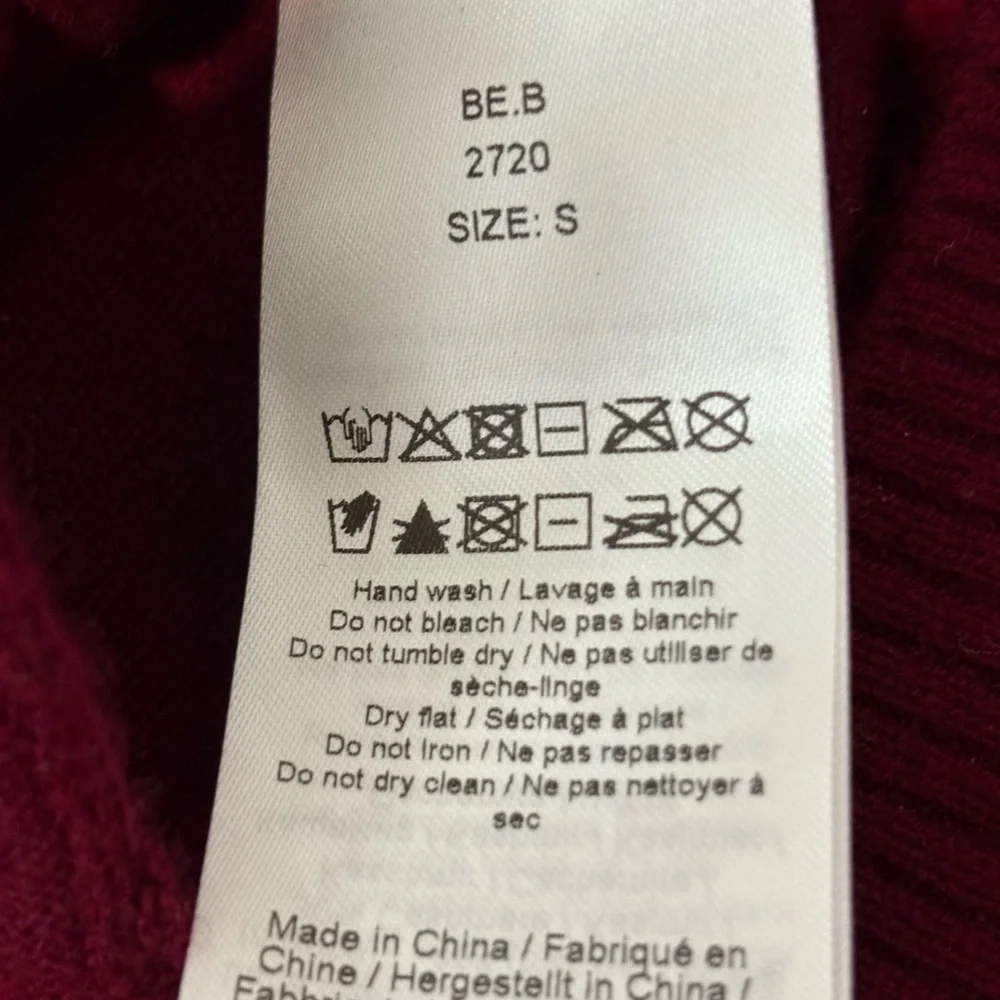 BE.B
2720
SIZE: S
Hand wash / Lavage à main
Do not bleach / Ne pas blanchir
Do not tumble dry / Ne pas utiliser de
sèche-linge
Dry flat / Séchage à plat
Do not Iron / Ne pas repasser
Do not dry clean / Ne pas nettoyer à
sec
Made in China / Fabriqué en
Chine / Hergestellt in China /